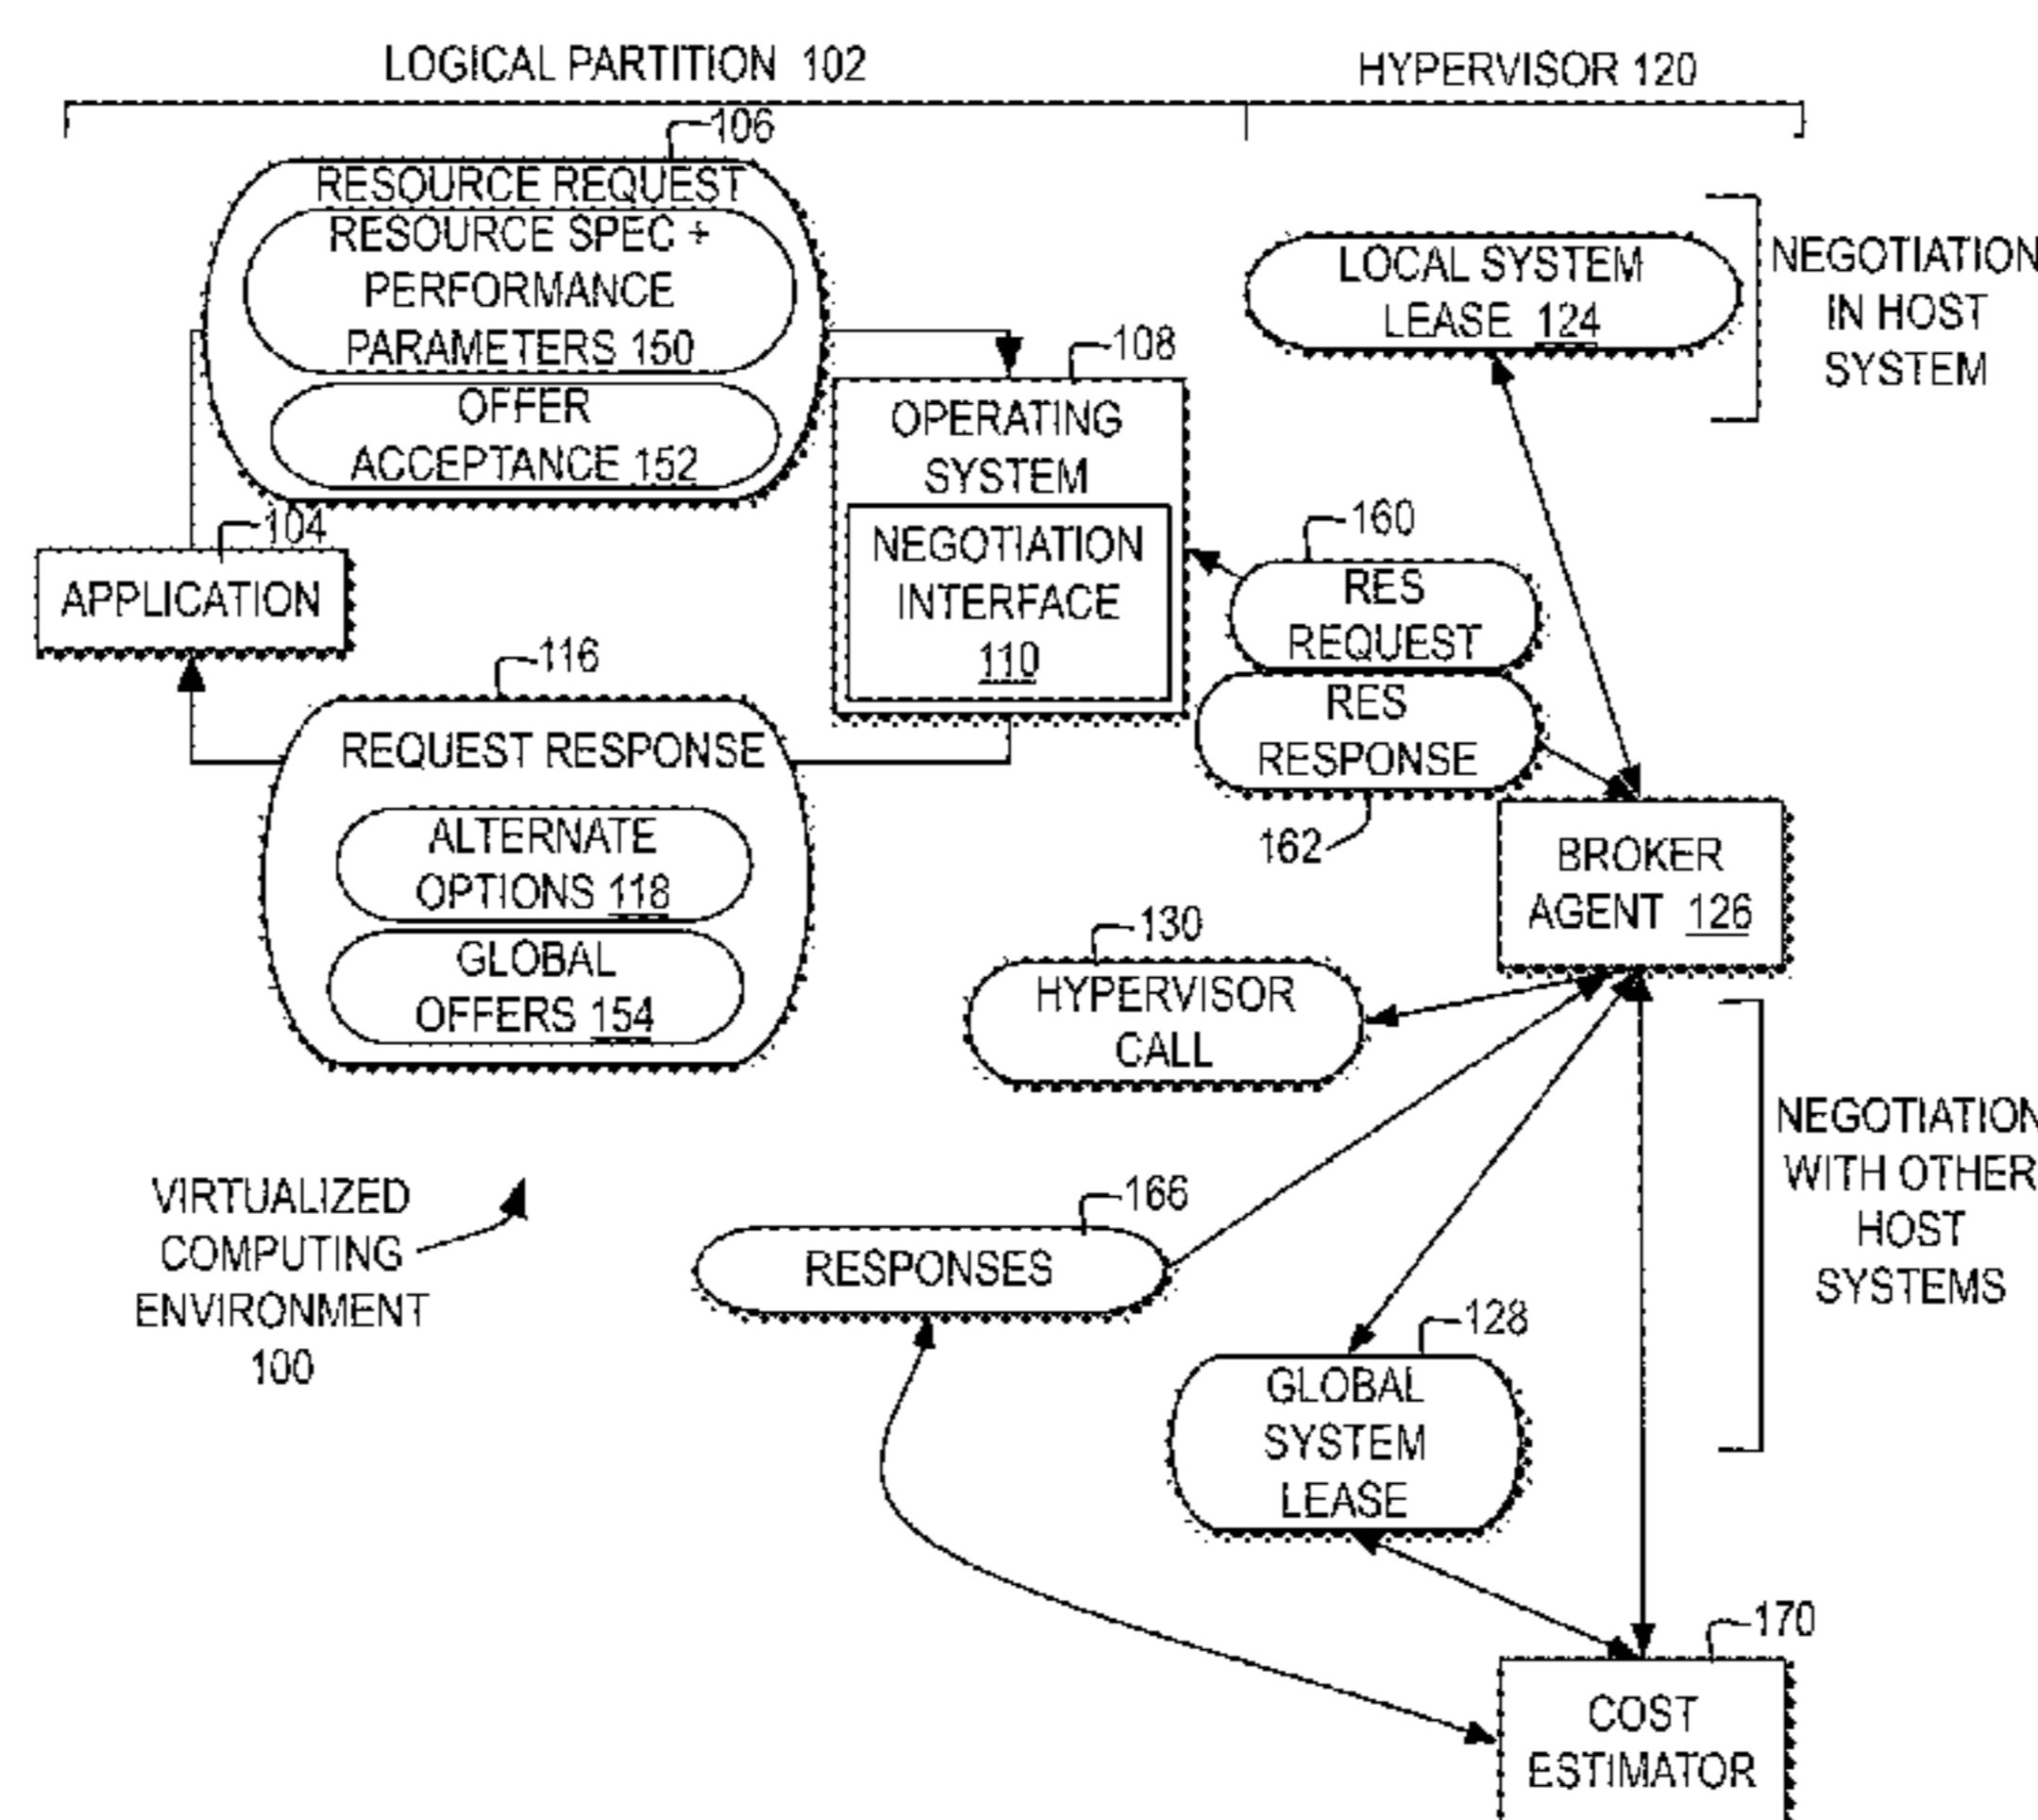 LOGICAL PARTITION 102
HYPERVISOR 120
106
RESOURCE REQUEST
RESOURCE SPEC +
PERFORMANCE
PARAMETERS 150
OFFER
ACCEPTANCE 152
LOCAL SYSTEM
LEASE 124
NEGOTIATION
IN HOST
SYSTEM
108
OPERATING
SYSTEM
NEGOTIATION
INTERFACE
110
104
APPLICATION
160
RES
REQUEST
RES
RESPONSE
162
116
REQUEST RESPONSE
ALTERNATE
OPTIONS 118
GLOBAL
OFFERS 154
BROKER
AGENT 126
130
HYPERVISOR
CALL
NEGOTIATION
WITH OTHER
HOST
SYSTEMS
VIRTUALIZED
COMPUTING
ENVIRONMENT
100
166
RESPONSES
128
GLOBAL
SYSTEM
LEASE
170
COST
ESTIMATOR